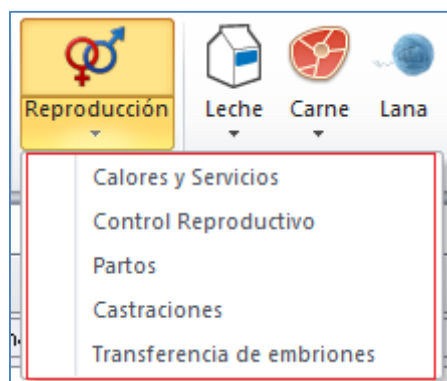 Reproducción Leche Carne Lana
Calores y Servicios
Control Reproductivo
Partos
Castraciones
Transferencia de embriones